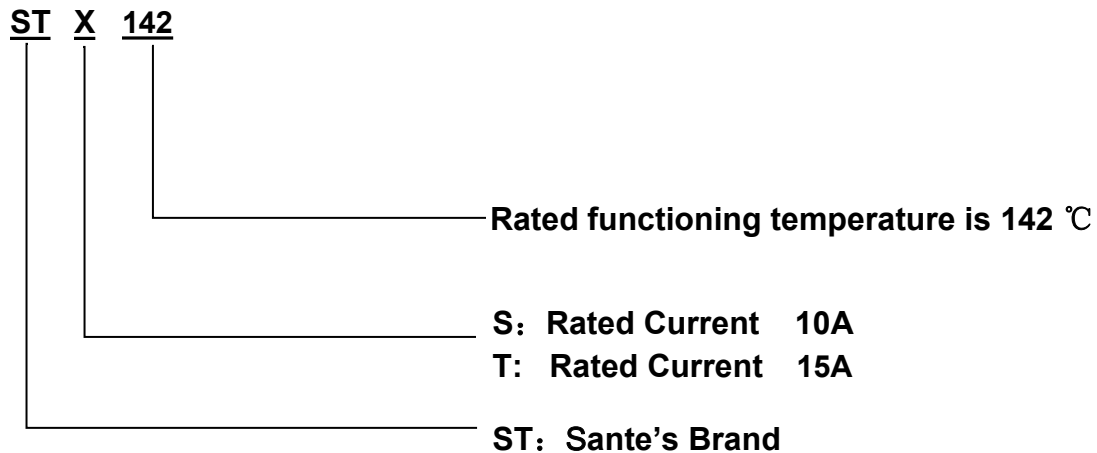 ST X 142
Rated functioning temperature is 142 ℃
S：Rated Current 10A
T: Rated Current 15A
ST：Sante’s Brand